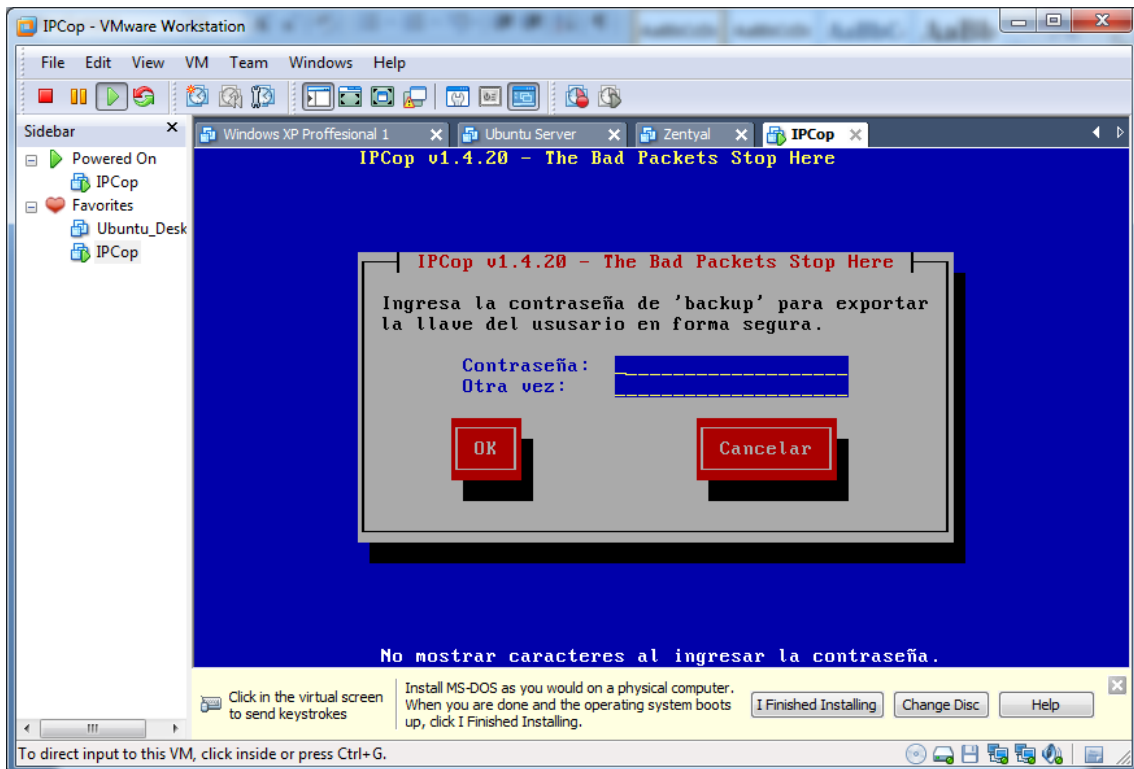 IPCop - VMware Workstation
File Edit View VM Team Windows Help
Sidebar
Powered On
IPCop
Favorites
Ubuntu_Desk
IPCop
Windows XP Proffesional 1
Ubuntu Server
Zentyal
IPCop
IPCop v1.4.20 - The Bad Packets Stop Here
IPCop v1.4.20 - The Bad Packets Stop Here
Ingresa la contraseña de 'backup' para exportar
la llave del ususario en forma segura.
Contraseña:
Otra vez:
OK
Cancelar
No mostrar caracteres al ingresar la contraseña.
Click in the virtual screen
to send keystrokes
Install MS-DOS as you would on a physical computer.
When you are done and the operating system boots
up, click I Finished Installing.
I Finished Installing
Change Disc
Help
To direct input to this VM, click inside or press Ctrl+G.